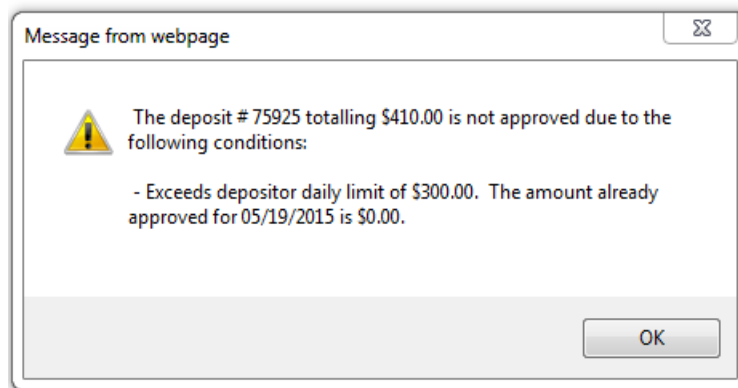 Message from webpage
The deposit # 75925 totalling $410.00 is not approved due to the
following conditions:
- Exceeds depositor daily limit of $300.00.  The amount already
approved for 05/19/2015 is $0.00.
OK